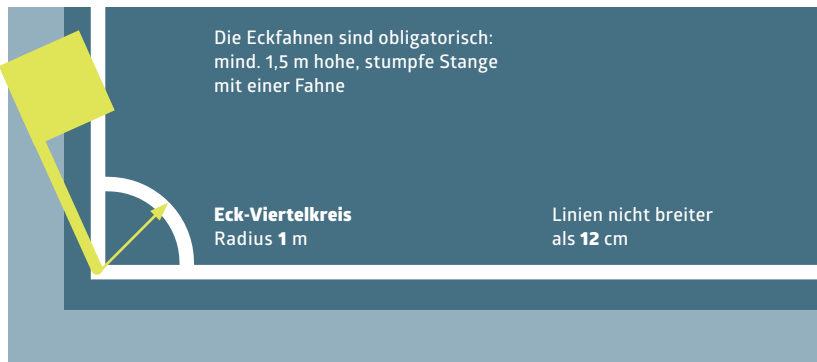 Die Eckfahnen sind obligatorisch:
mind. 1,5 m hohe, stumpfe Stange
mit einer Fahne
Eck-Viertelkreis
Radius 1 m
Linien nicht breiter
als 12 cm